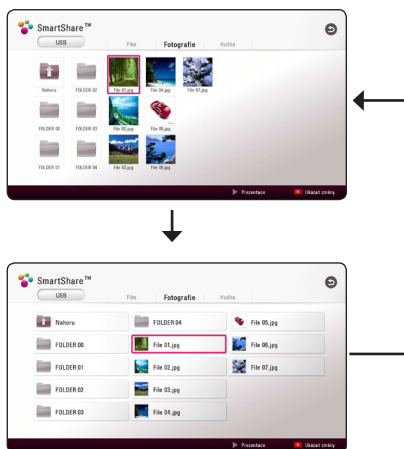 SmartShare™
USB Film Fotografie Hudba
Nahoru FOLDER 02 File 01.jpg File 04.jpg File 07.jpg
FOLDER 00 FOLDER 03 File 02.jpg File 05.jpg
FOLDER 01 FOLDER 04 File 03.jpg File 06.jpg
Prezentace Ukázat změny
SmartShare™
USB Film Fotografie Hudba
Nahoru FOLDER 04 File 05.jpg
FOLDER 00 File 01.jpg File 06.jpg
FOLDER 01 File 02.jpg File 07.jpg
FOLDER 02 File 03.jpg
FOLDER 03 File 04.jpg
Prezentace Ukázat změny